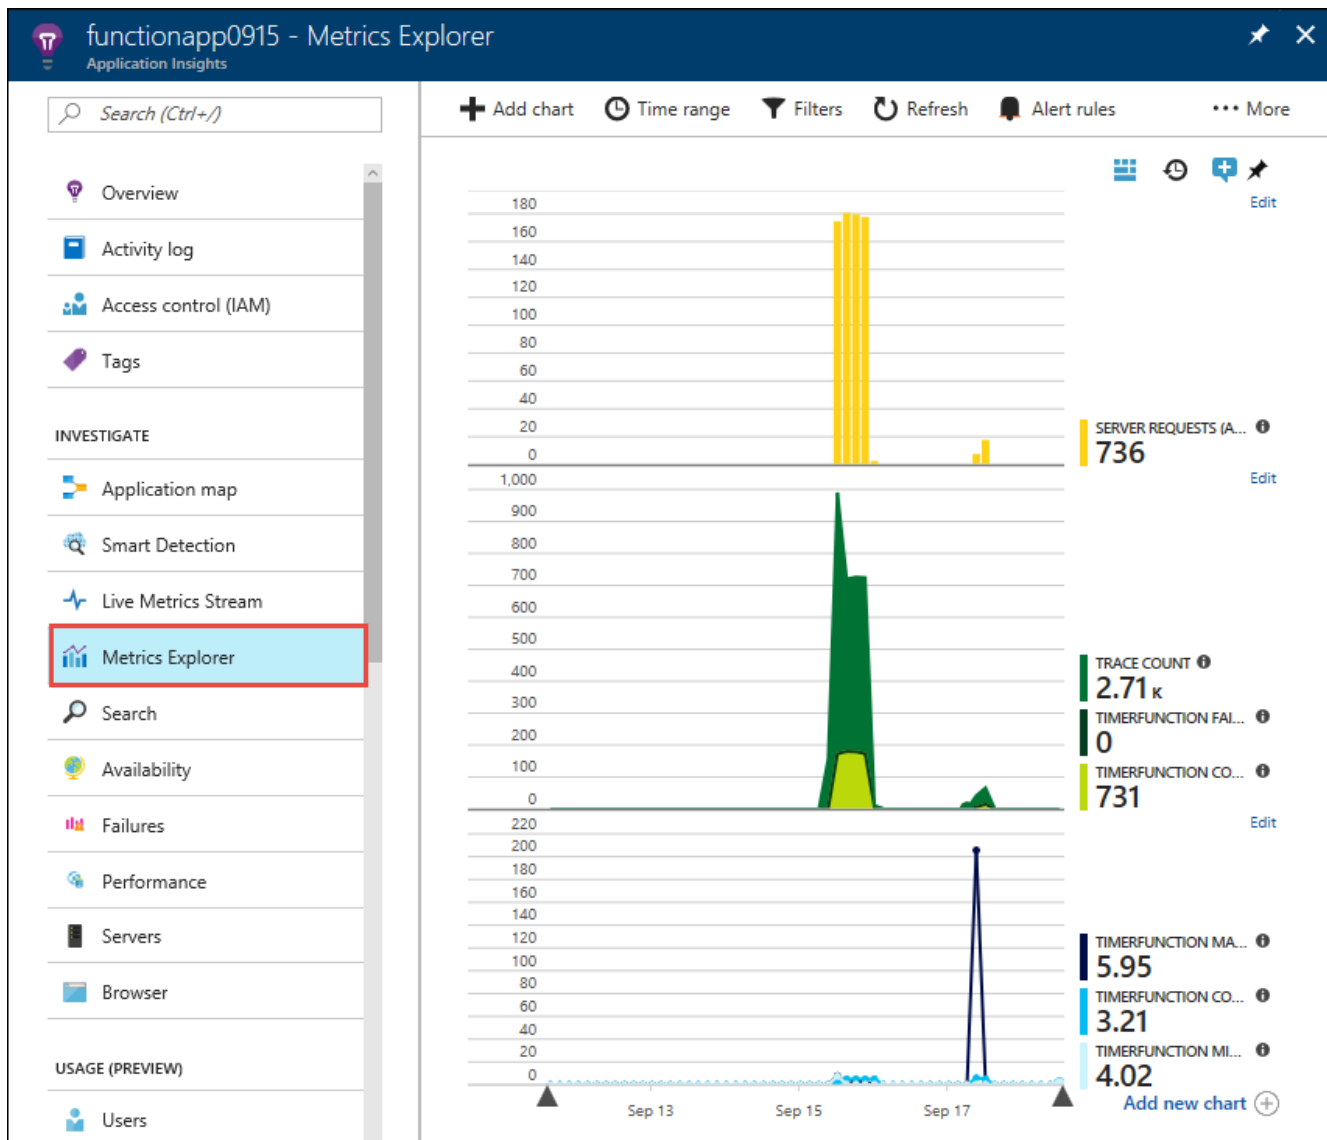 functionapp0915 - Metrics Explorer
Application Insights
Search (Ctrl+/)
Overview
Activity log
Access control (IAM)
Tags
INVESTIGATE
Application map
Smart Detection
Live Metrics Stream
Metrics Explorer
Search
Availability
Failures
Performance
Servers
Browser
USAGE (PREVIEW)
Users
Add chart
Time range
Filters
Refresh
Alert rules
More
Edit
180
160
140
120
100
80
60
40
20
0
SERVER REQUESTS (A...
736
Edit
1,000
900
800
700
600
500
400
300
200
100
0
TRACE COUNT
2.71 K
TIMERFUNCTION FAI...
0
TIMERFUNCTION CO...
731
Edit
220
200
180
160
140
120
100
80
60
40
20
0
Sep 13
Sep 15
Sep 17
TIMERFUNCTION MA...
5.95
TIMERFUNCTION CO...
3.21
TIMERFUNCTION MI...
4.02
Add new chart